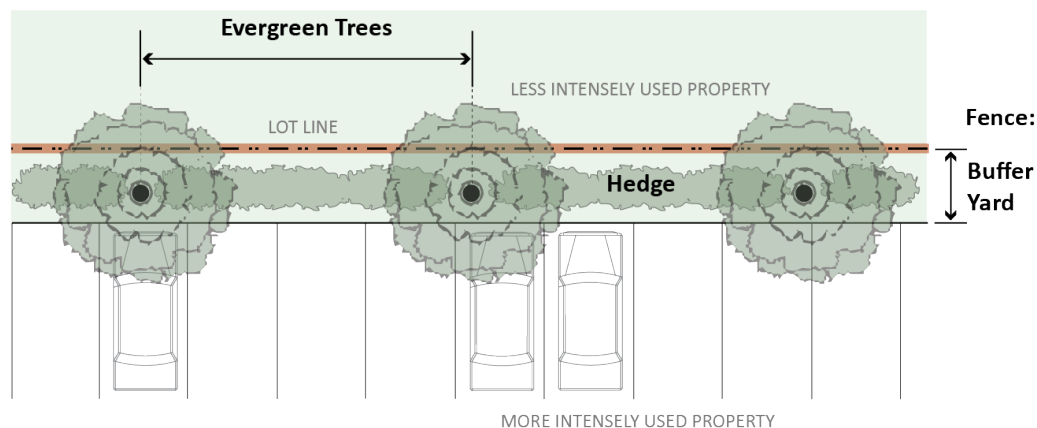 Evergreen Trees
LESS INTENSELY USED PROPERTY
LOT LINE
Fence:
Hedge
Buffer
Yard
MORE INTENSELY USED PROPERTY